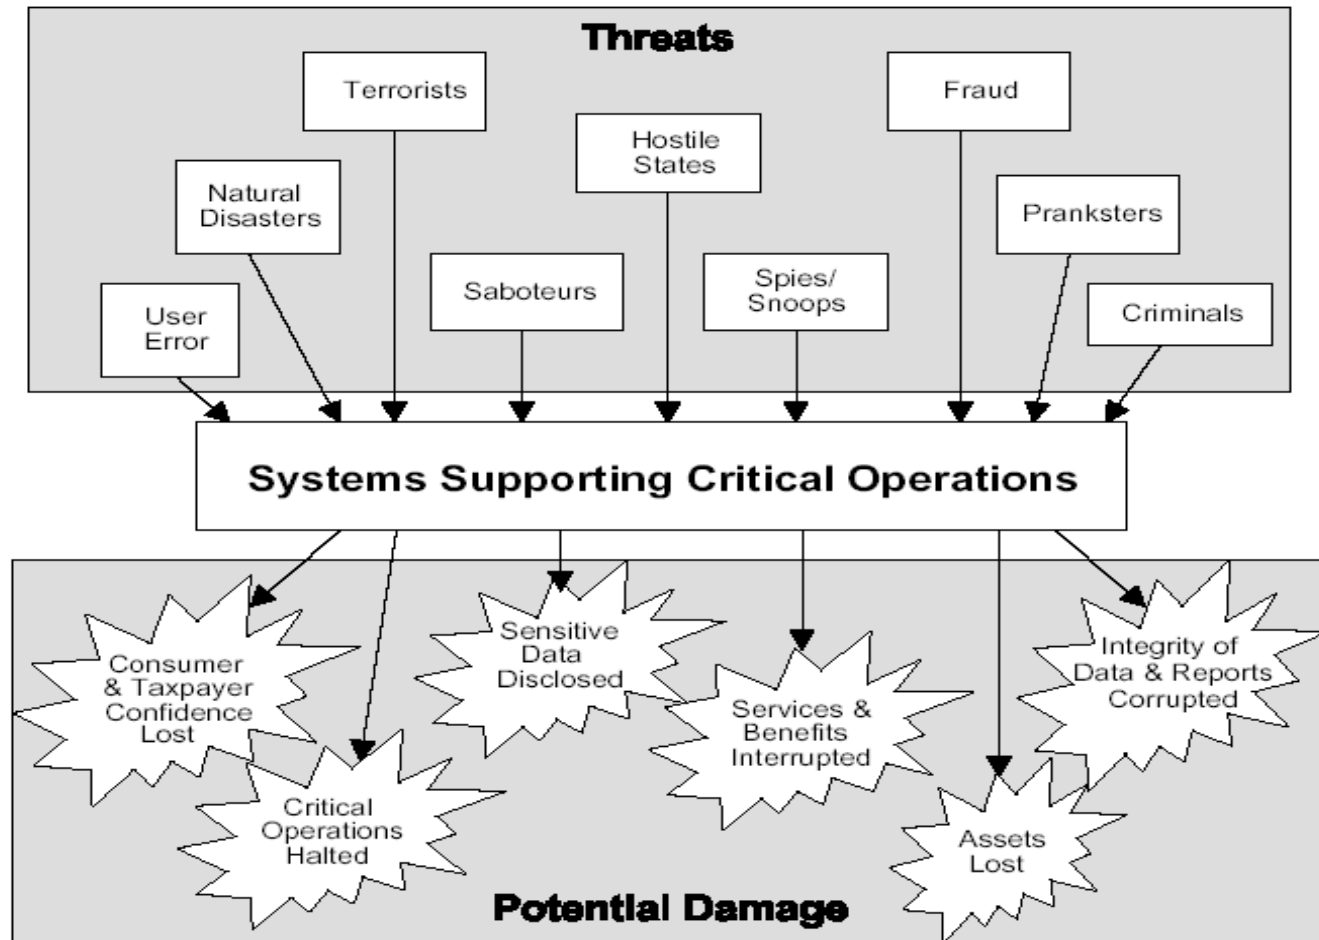 Threats
Terrorists
Fraud
Hostile
States
Natural
Disasters
Pranksters
Saboteurs
Spies/
Snoops
User
Error
Criminals
Systems Supporting Critical Operations
Consumer
& Taxpayer
Confidence
Lost
Sensitive
Data
Disclosed
Integrity of
Data & Reports
Corrupted
Services &
Benefits
Interrupted
Critical
Operations
Halted
Assets
Lost
Potential Damage